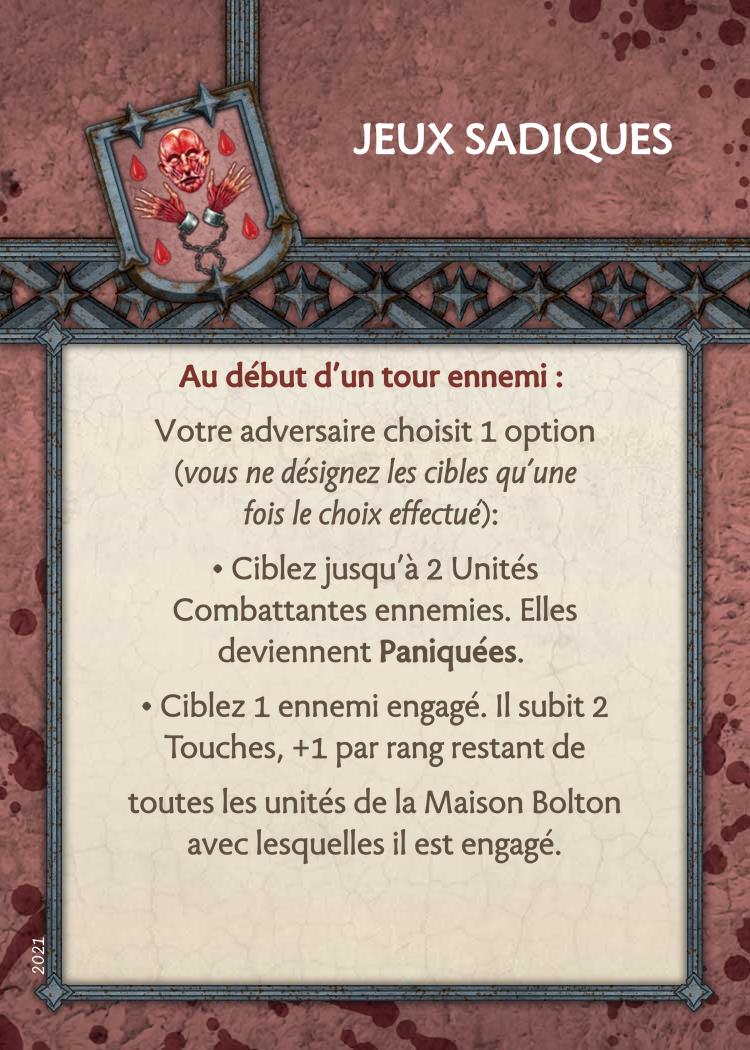 JEUX SADIQUES
Au début d'un tour ennemi :
Votre adversaire choisit 1 option
(vous ne désignez les cibles qu'une
fois le choix effectué):
• Ciblez jusqu'à 2 Unités
Combattantes ennemies. Elles
deviennent Paniquées.
• Ciblez 1 ennemi engagé. Il subit 2
Touches, +1 par rang restant de
toutes les unités de la Maison Bolton
avec lesquelles il est engagé.
2021